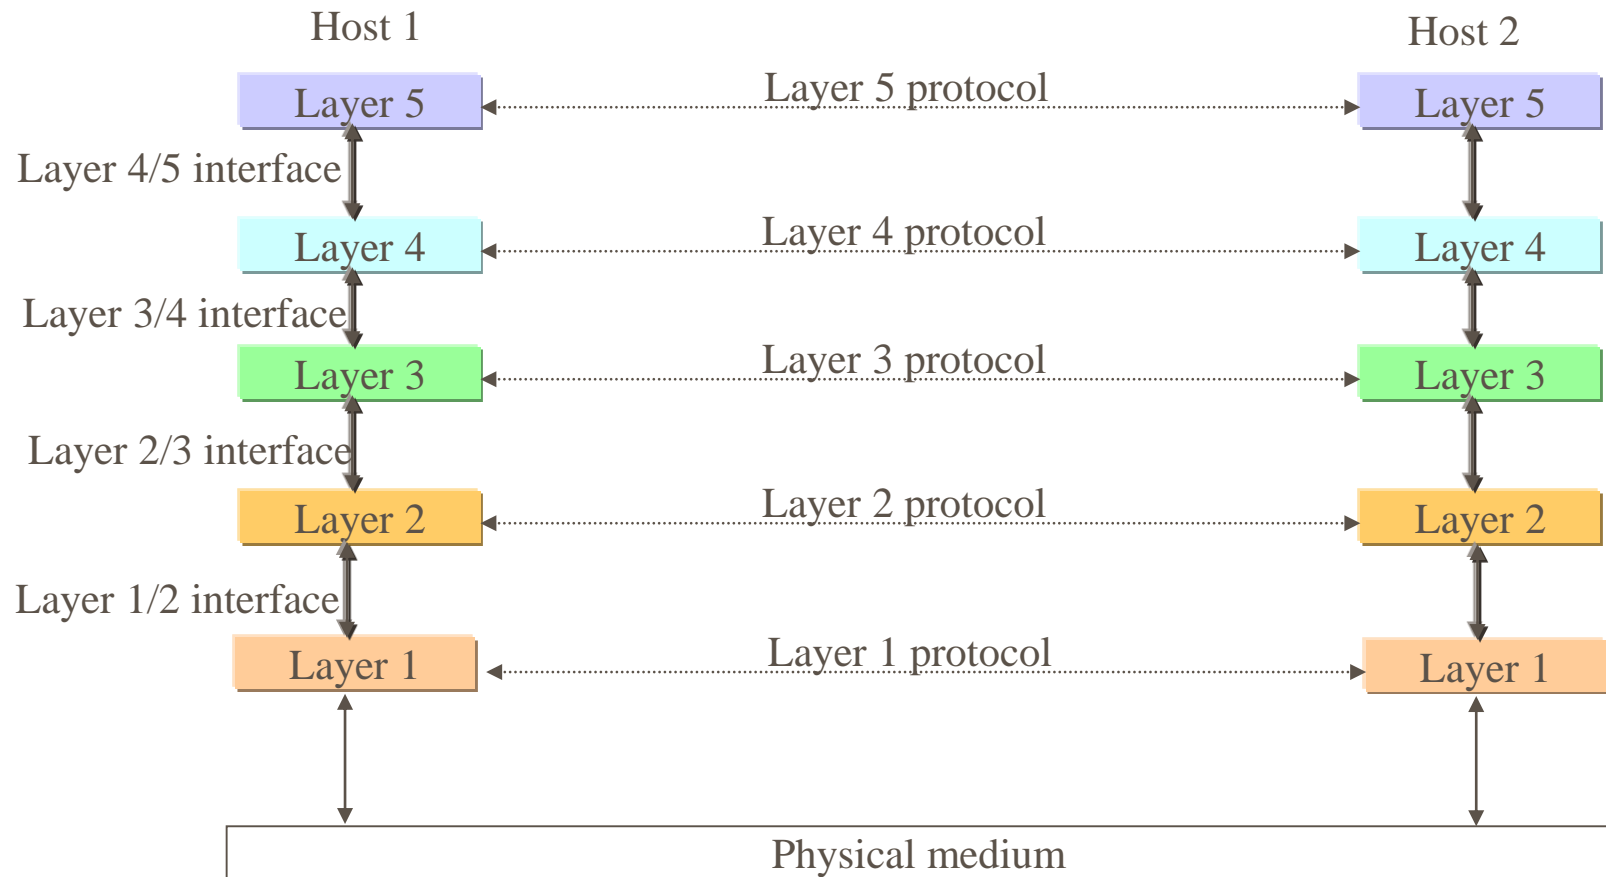 Host 1
Host 2
Layer 5
Layer 5 protocol
Layer 5
Layer 4/5 interface
Layer 4
Layer 4 protocol
Layer 4
Layer 3/4 interface
Layer 3
Layer 3 protocol
Layer 3
Layer 2/3 interface
Layer 2
Layer 2 protocol
Layer 2
Layer 1/2 interface
Layer 1
Layer 1 protocol
Layer 1
Physical medium